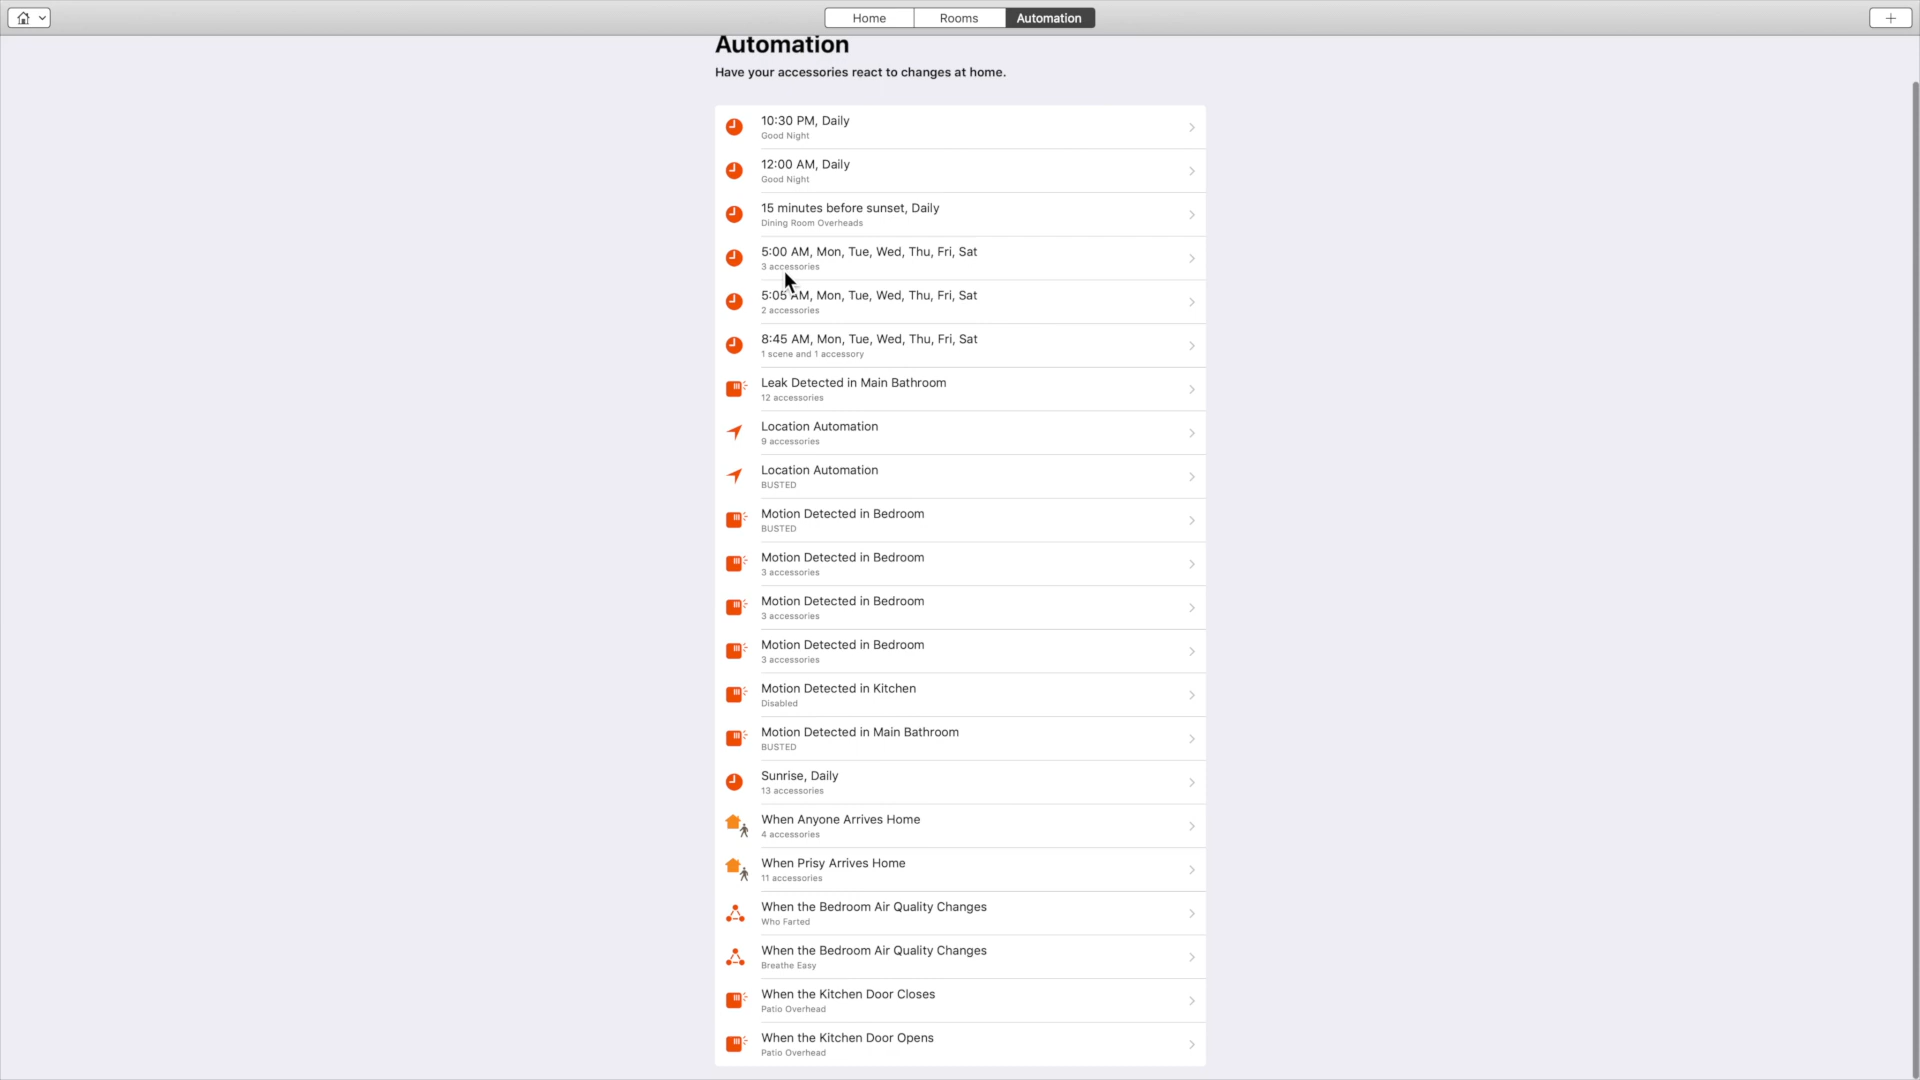 Home
Rooms
Automation
Automation
Have your accessories react to changes at home.
10:30 PM, Daily
Good Night
12:00 AM, Daily
Good Night
15 minutes before sunset, Daily
Dining Room Overheads
5:00 AM, Mon, Tue, Wed, Thu, Fri, Sat
3 accessories
5:05 AM, Mon, Tue, Wed, Thu, Fri, Sat
2 accessories
8:45 AM, Mon, Tue, Wed, Thu, Fri, Sat
1 scene and 1 accessory
Leak Detected in Main Bathroom
12 accessories
Location Automation
9 accessories
Location Automation
BUSTED
Motion Detected in Bedroom
BUSTED
Motion Detected in Bedroom
3 accessories
Motion Detected in Bedroom
3 accessories
Motion Detected in Bedroom
3 accessories
Motion Detected in Kitchen
Disabled
Motion Detected in Main Bathroom
BUSTED
Sunrise, Daily
13 accessories
When Anyone Arrives Home
4 accessories
When Prisy Arrives Home
11 accessories
When the Bedroom Air Quality Changes
Who Farted
When the Bedroom Air Quality Changes
Breathe Easy
When the Kitchen Door Closes
Patio Overhead
When the Kitchen Door Opens
Patio Overhead